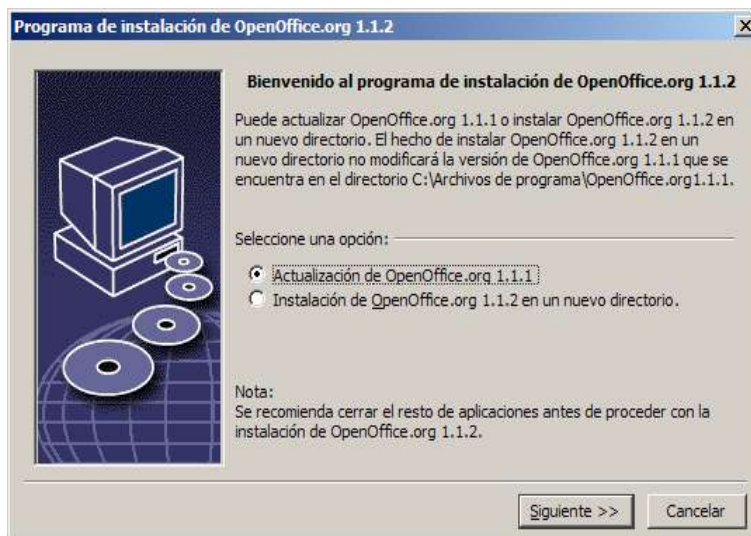 Programa de instalación de OpenOffice.org 1.1.2
Bienvenido al programa de instalación de OpenOffice.org 1.1.2
Puede actualizar OpenOffice.org 1.1.1 o instalar OpenOffice.org 1.1.2 en
un nuevo directorio. El hecho de instalar OpenOffice.org 1.1.2 en un
nuevo directorio no modificará la versión de OpenOffice.org 1.1.1 que se
encuentra en el directorio C:\Archivos de programa\OpenOffice.org1.1.1.
Seleccione una opción:
Actualización de OpenOffice.org 1.1.1
Instalación de OpenOffice.org 1.1.2 en un nuevo directorio.
Nota:
Se recomienda cerrar el resto de aplicaciones antes de proceder con la
instalación de OpenOffice.org 1.1.2.
Siguiente >>
Cancelar